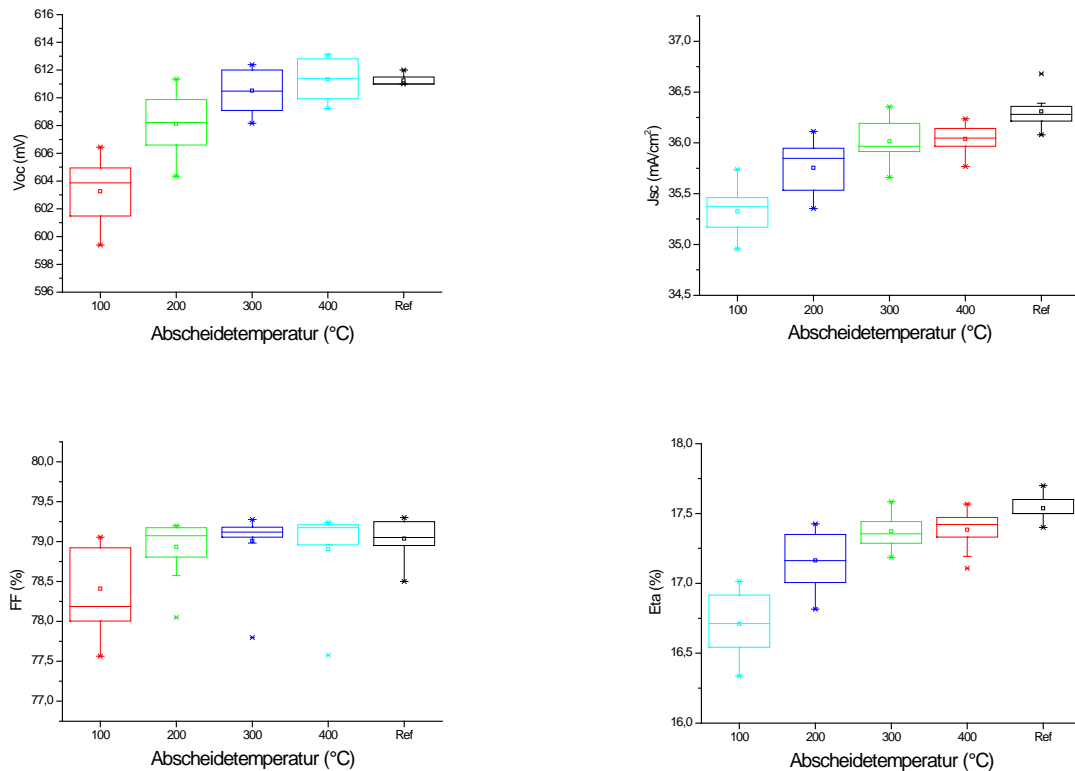 Voc (mV)
616
614
612
610
608
606
604
602
600
598
596
100 200 300 400 Ref
Abscheidetemperatur (°C)
Jsc (mA/cm²)
37,0
36,5
36,0
35,5
35,0
34,5
100 200 300 400 Ref
Abscheidetemperatur (°C)
FF (%)
80,0
79,5
79,0
78,5
78,0
77,5
77,0
100 200 300 400 Ref
Abscheidetemperatur (°C)
Eta (%)
18,0
17,5
17,0
16,5
16,0
100 200 300 400 Ref
Abscheidetemperatur (°C)